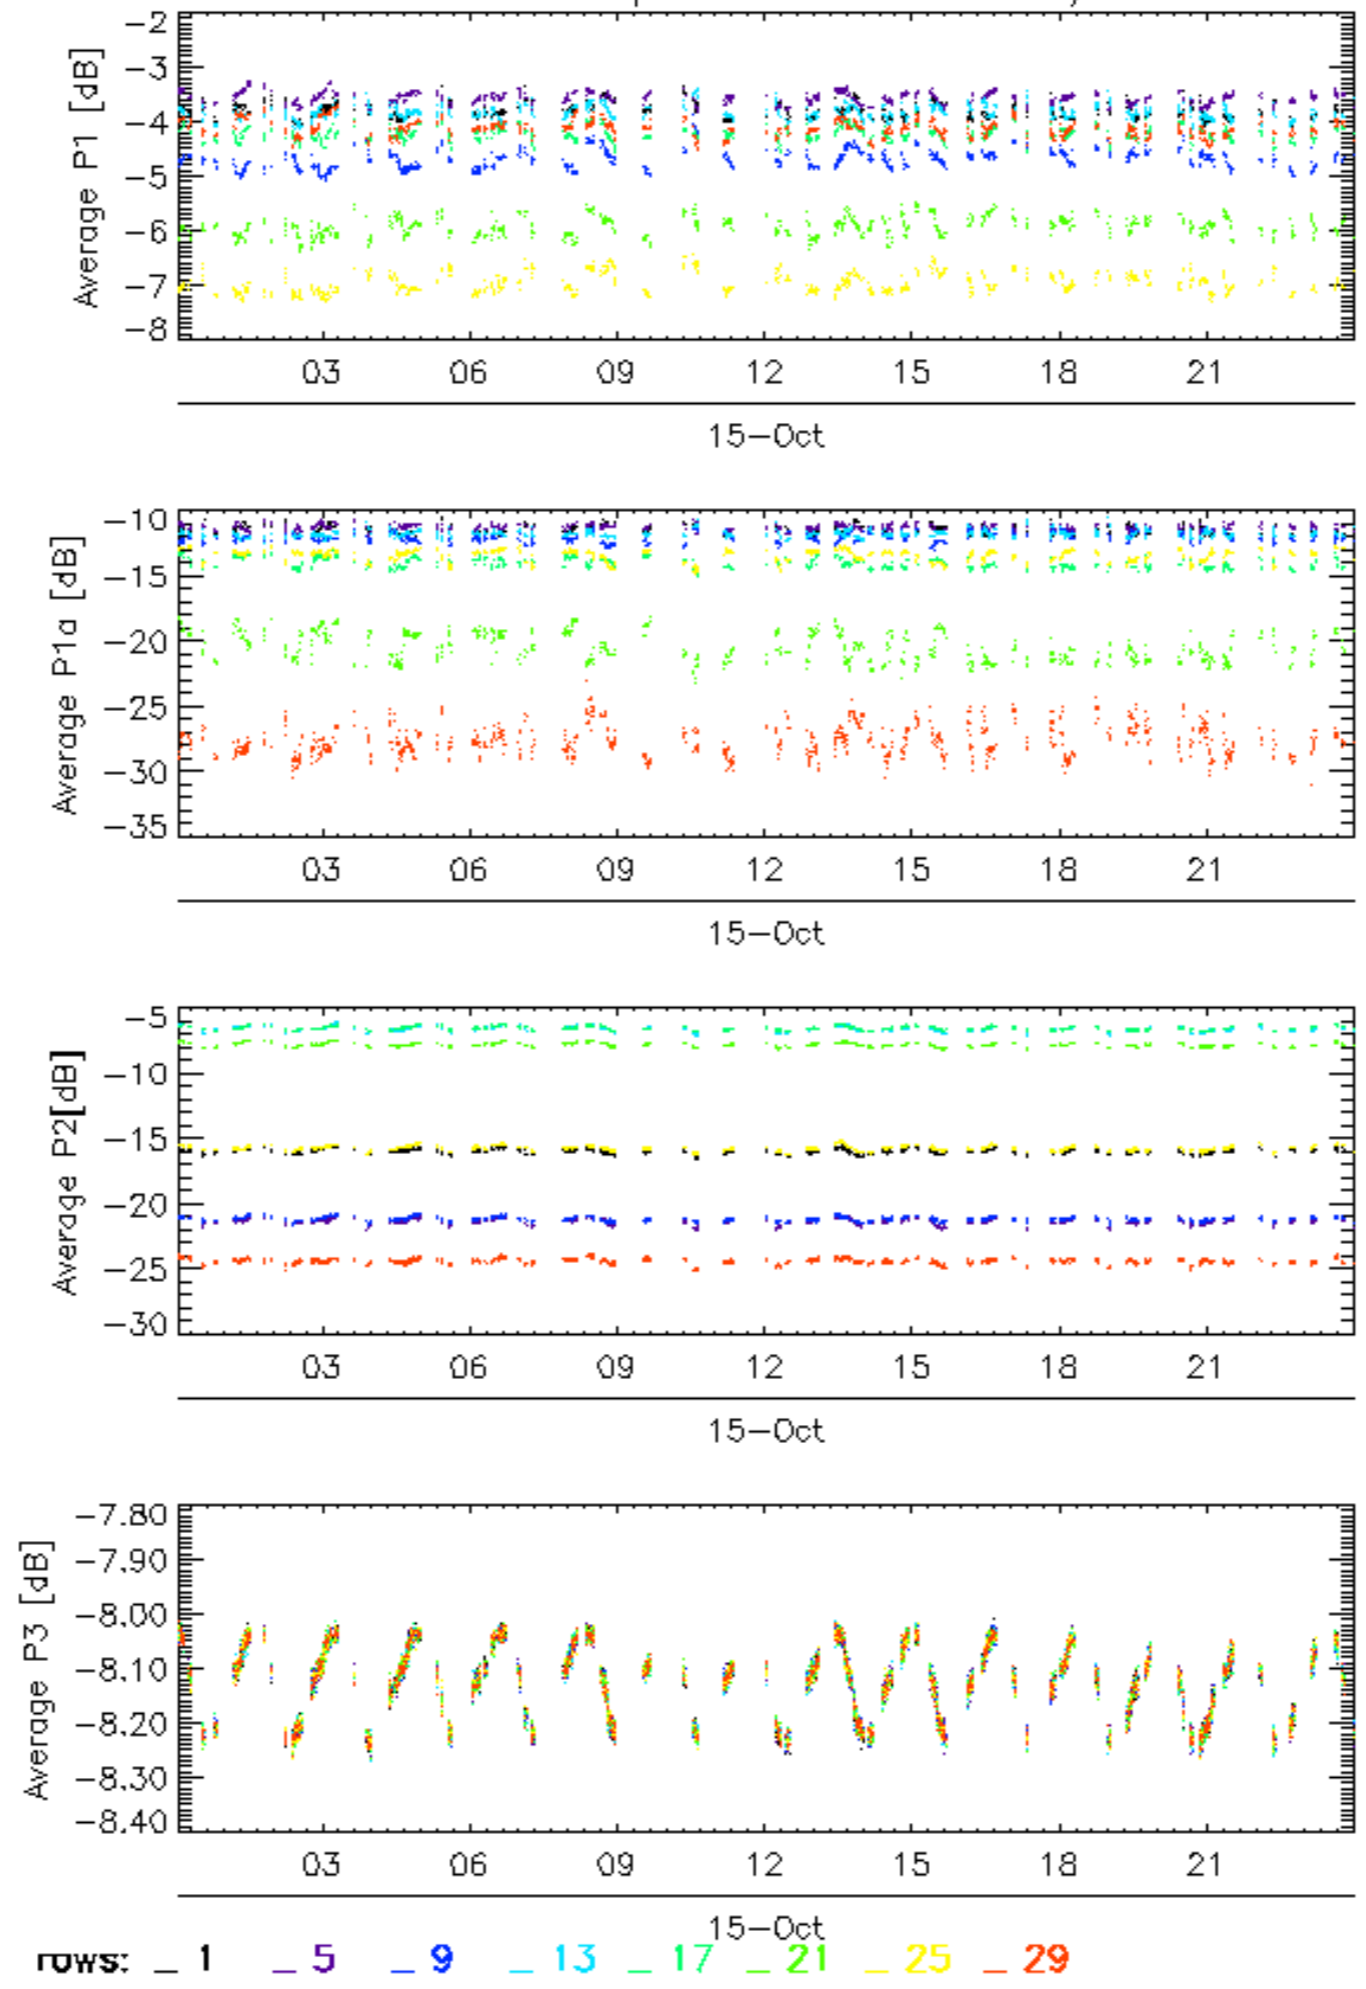 -2
-3
-4
-5
-6
-7
-8
Average P1 [dB]
03 06 09 12 15 18 21
15-Oct
-10
-15
-20
-25
-30
-35
Average P1a [dB]
03 06 09 12 15 18 21
15-Oct
-5
-10
-15
-20
-25
-30
Average P2[dB]
03 06 09 12 15 18 21
15-Oct
-7.80
-7.90
-8.00
-8.10
-8.20
-8.30
-8.40
Average P3 [dB]
03 06 09 12 15 18 21
15-Oct
rows: _ 1 _ 5 _ 9 _ 13 _ 17 _ 21 _ 25 _ 29